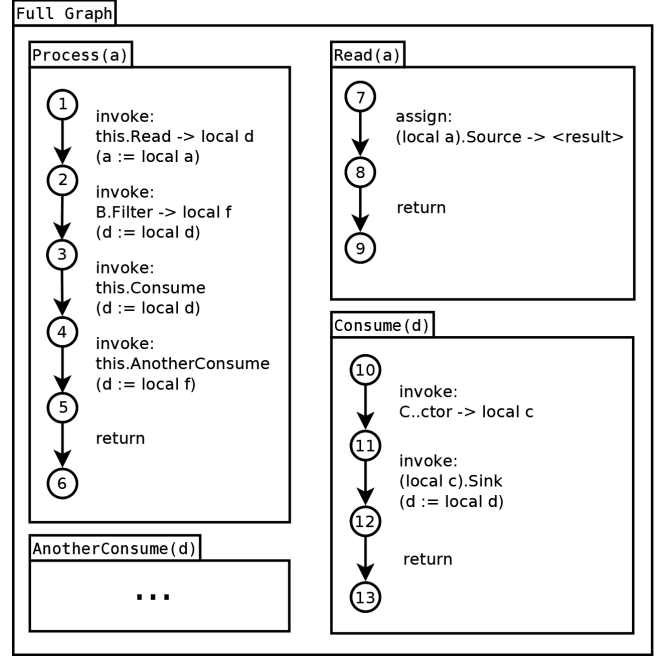 Full Graph
Process(a)
1
invoke:
this.Read -> local d
(a := local a)
2
invoke:
B.Filter -> local f
(d := local d)
3
invoke:
this.Consume
(d := local d)
4
invoke:
this.AnotherConsume
(d := local f)
5
return
6
AnotherConsume(d)
...
Read(a)
7
assign:
(local a).Source -> <result>
8
return
9
Consume(d)
10
invoke:
C..ctor -> local c
11
invoke:
(local c).Sink
(d := local d)
12
return
13